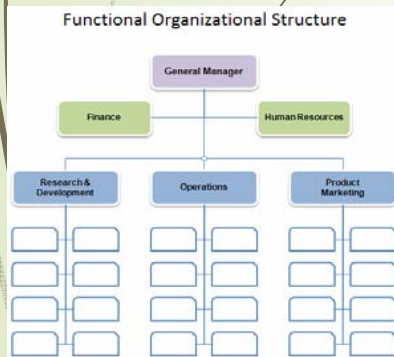 Functional Organizational Structure
General Manager
Finance
Human Resources
Research &
Development
Operations
Product
Marketing